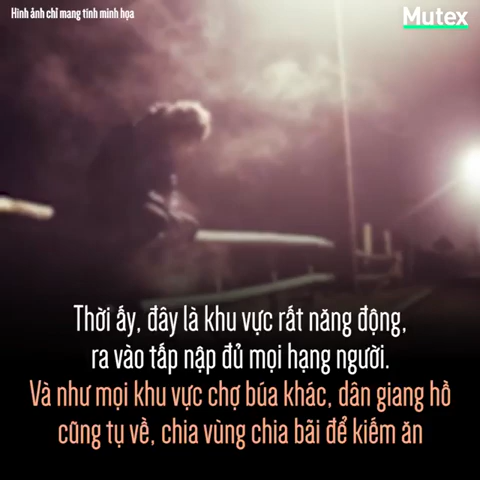 Hình ảnh chỉ mang tính minh họa
Mutex
Thời ấy, đây là khu vực rất năng động,
ra vào tấp nập đủ mọi hạng người.
Và như mọi khu vực chợ búa khác, dân giang hồ
cũng tụ về, chia vùng chia bãi để kiếm ăn